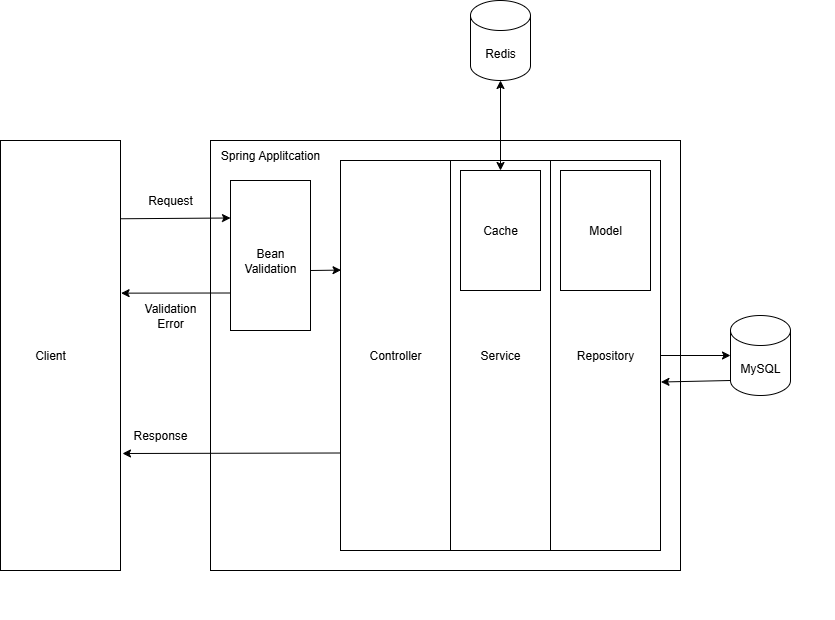 Redis
Spring Applitcation
Request
Cache
Model
Bean
Validation
Validation
Error
Client
Controller
Service
Repository
MySQL
Response